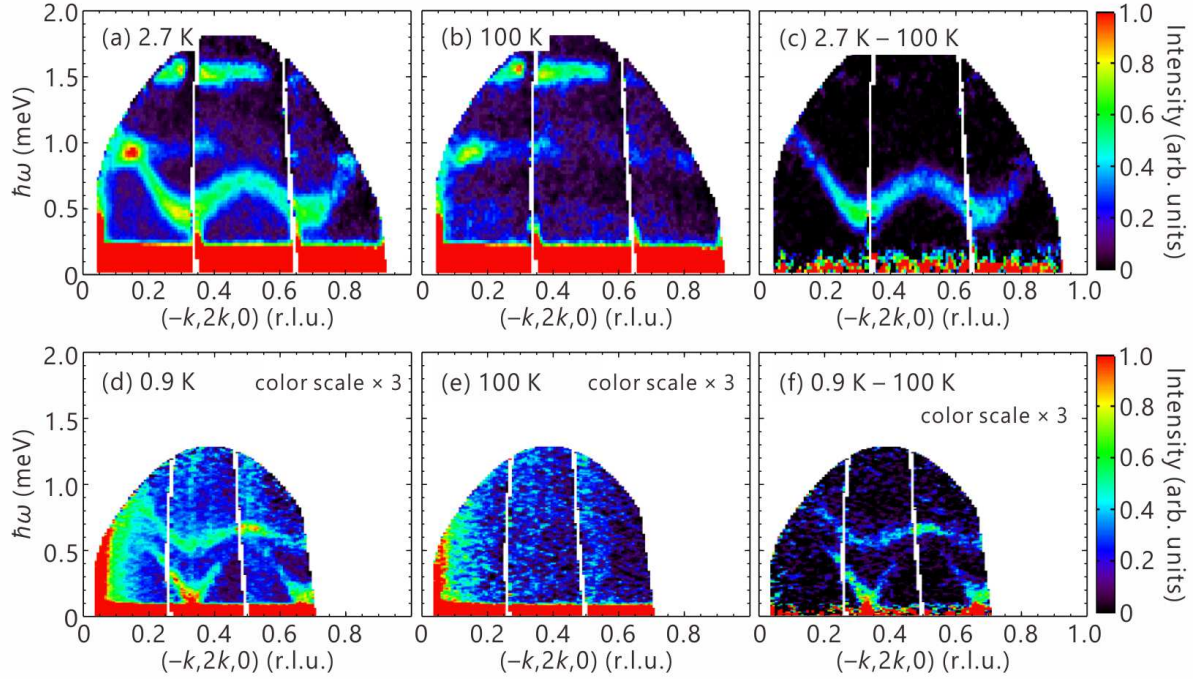 (a) 2.7 K
(b) 100 K
(c) 2.7 K – 100 K
2.0
1.5
1.0
0.5
0
ħω (meV)
0 0.2 0.4 0.6 0.8
0 0.2 0.4 0.6 0.8
0 0.2 0.4 0.6 0.8 1.0
(−k,2k,0) (r.l.u.)
(−k,2k,0) (r.l.u.)
(−k,2k,0) (r.l.u.)
1.0
0.8
0.6
0.4
0.2
0
Intensity (arb. units)
(d) 0.9 K color scale × 3
(e) 100 K color scale × 3
(f) 0.9 K – 100 K
color scale × 3
2.0
1.5
1.0
0.5
0
ħω (meV)
0 0.2 0.4 0.6 0.8
0 0.2 0.4 0.6 0.8
0 0.2 0.4 0.6 0.8 1.0
(−k,2k,0) (r.l.u.)
(−k,2k,0) (r.l.u.)
(−k,2k,0) (r.l.u.)
1.0
0.8
0.6
0.4
0.2
0
Intensity (arb. units)